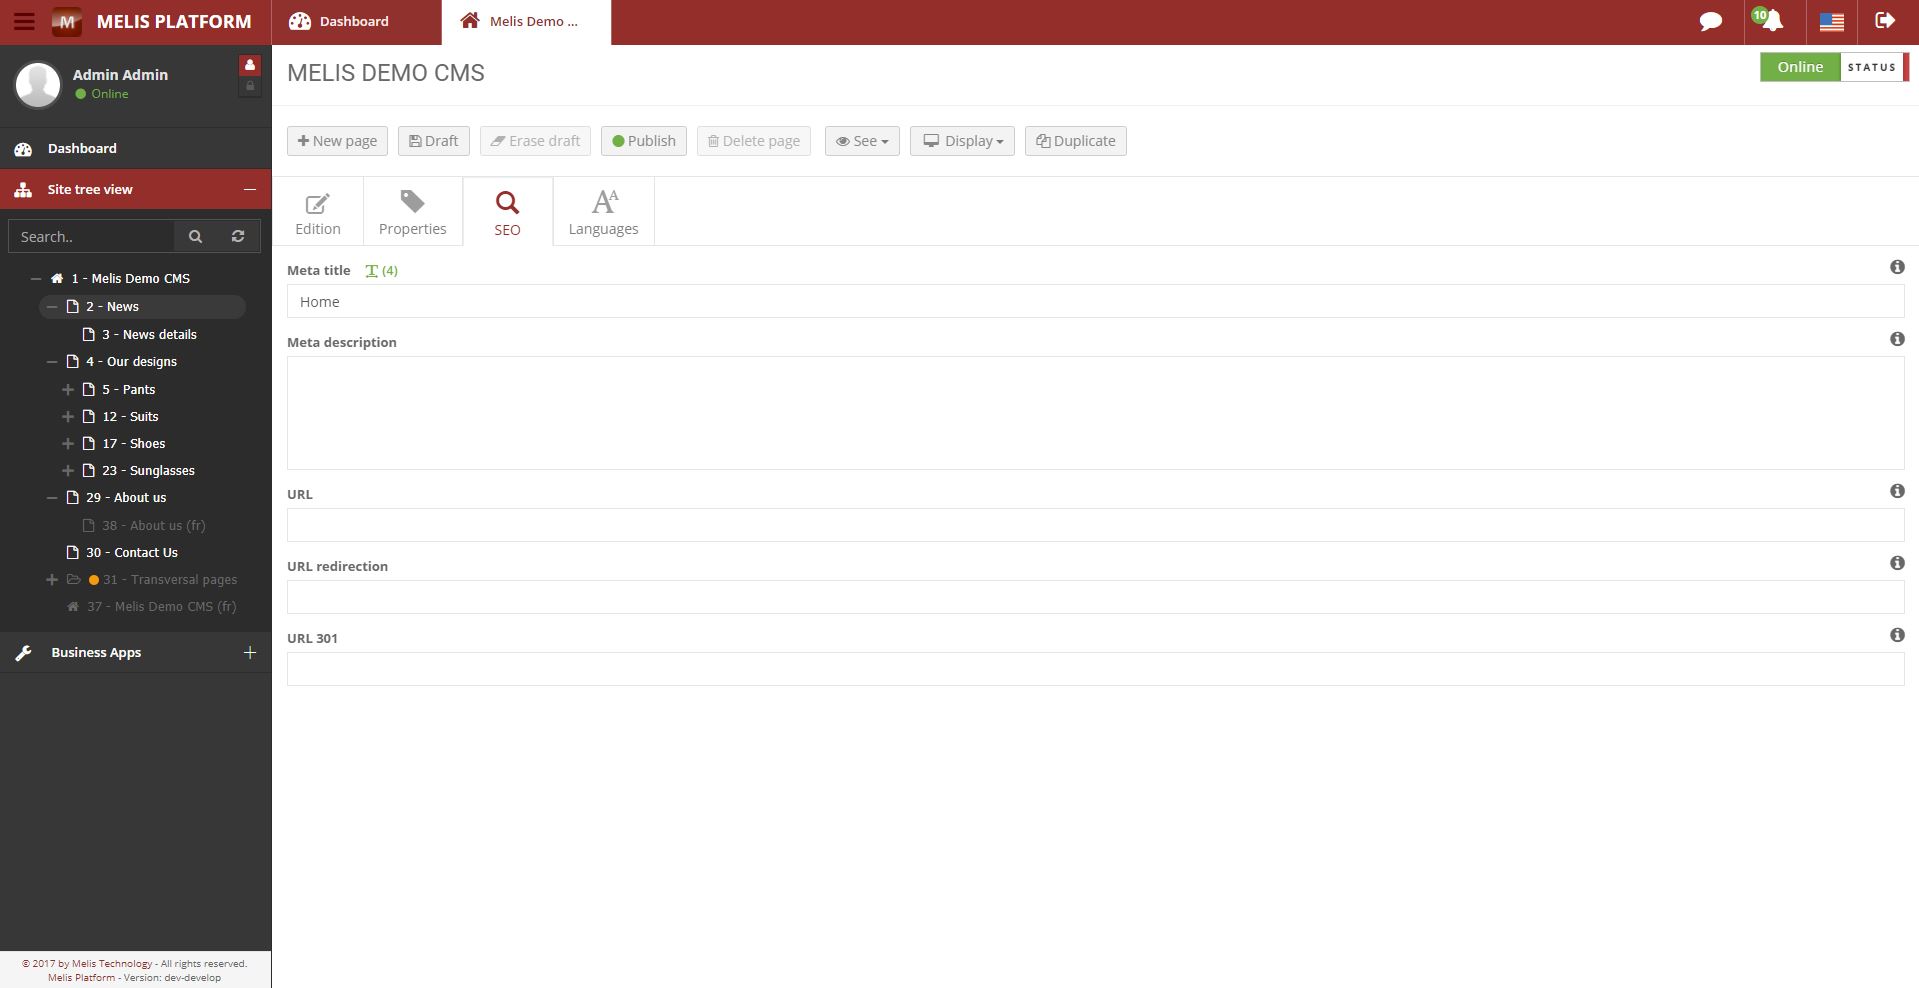 MELIS PLATFORM
Dashboard
Melis Demo ...
10
Admin Admin
Online
Dashboard
Site tree view
Search..
1 - Melis Demo CMS
2 - News
3 - News details
4 - Our designs
5 - Pants
12 - Suits
17 - Shoes
23 - Sunglasses
29 - About us
38 - About us (fr)
30 - Contact Us
31 - Transversal pages
37 - Melis Demo CMS (fr)
Business Apps
© 2017 by Melis Technology - All rights reserved.
Melis Platform - Version: dev-develop
MELIS DEMO CMS
Online STATUS
New page Draft Erase draft Publish Delete page See Display Duplicate
Edition Properties SEO Languages
Meta title T (4)
Home
Meta description
URL
URL redirection
URL 301